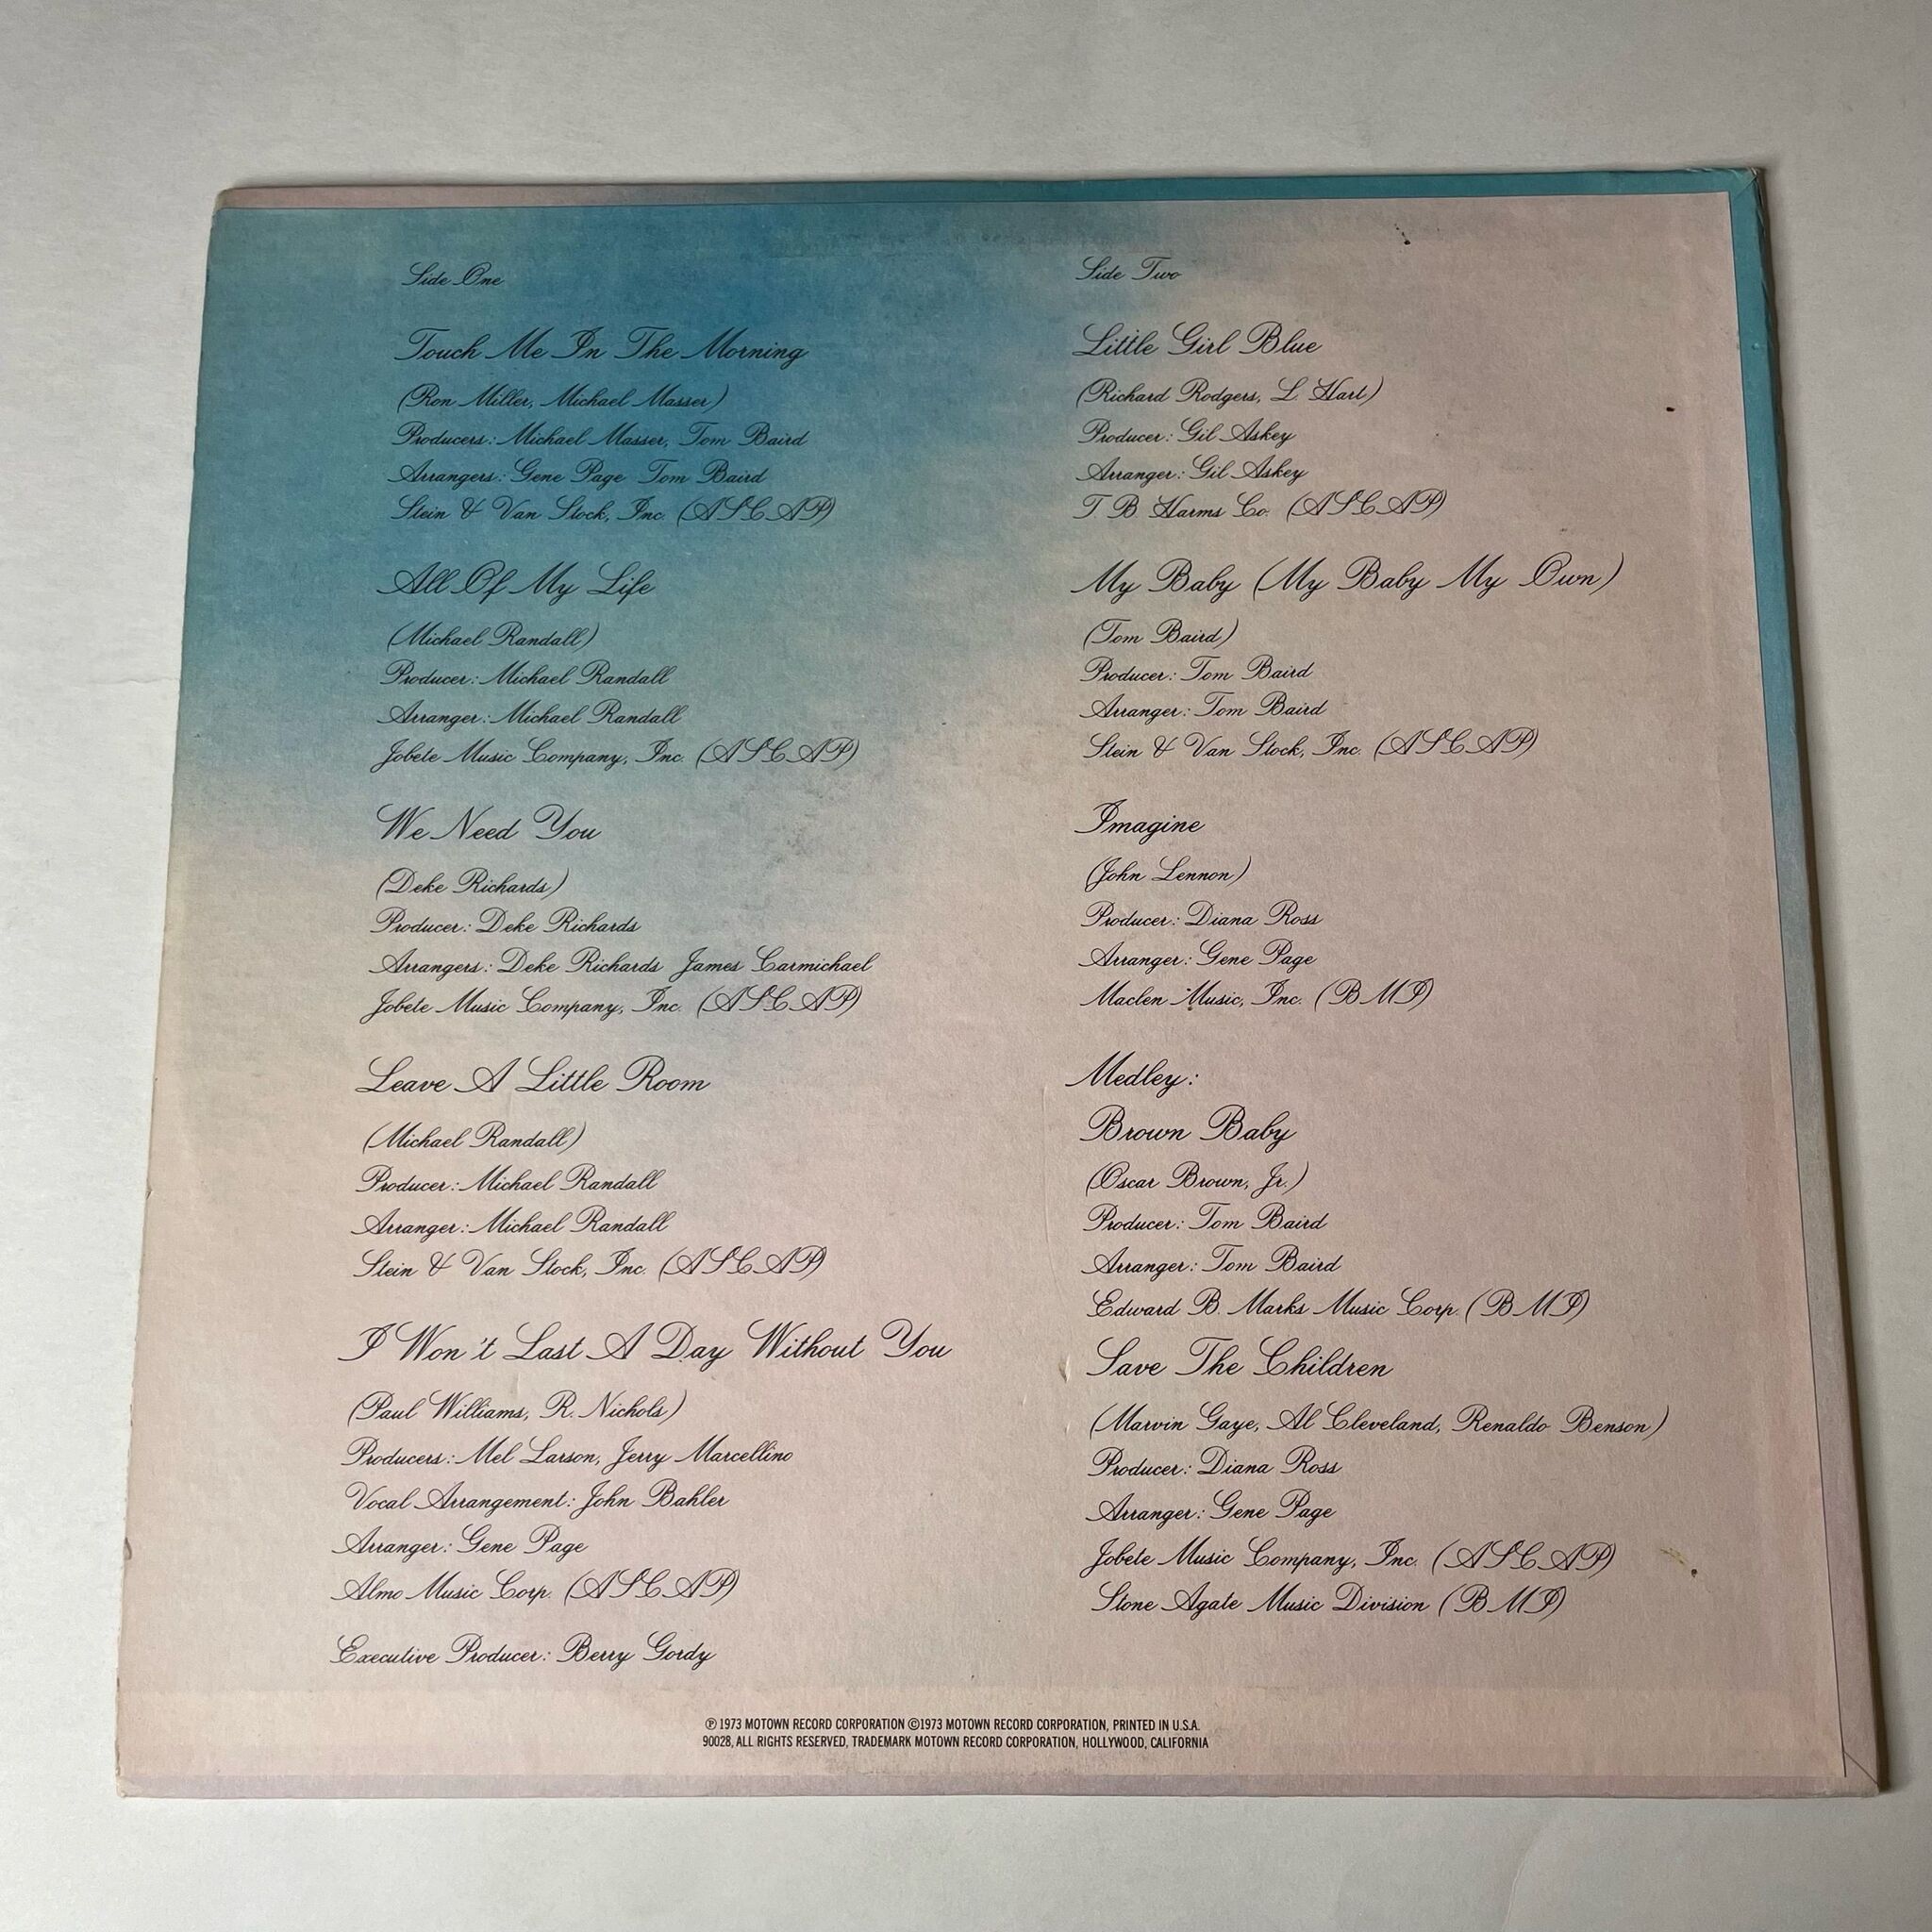 Side One
Touch Me In The Morning
(Ron Miller, Michael Masser)
Producers: Michael Masser, Tom Baird
Arrangers: Gene Page Tom Baird
Stein & Van Stock, Inc. (ASCAP)
All Of My Life
(Michael Randall)
Producer: Michael Randall
Arranger: Michael Randall
Jobete Music Company, Inc. (ASCAP)
We Need You
(Deke Richards)
Producer: Deke Richards
Arrangers: Deke Richards James Carmichael
Jobete Music Company, Inc. (ASCAP)
Leave A Little Room
(Michael Randall)
Producer: Michael Randall
Arranger: Michael Randall
Stein & Van Stock, Inc. (ASCAP)
I Won't Last A Day Without You
(Paul Williams, R. Nichols)
Producers: Mel Larson, Jerry Marcellino
Vocal Arrangement: John Bahler
Arranger: Gene Page
Almo Music Corp. (ASCAP)
Executive Producer: Berry Gordy
Side Two
Little Girl Blue
(Richard Rodgers, L. Hart)
Producer: Gil Askey
Arranger: Gil Askey
T. B. Harms Co. (ASCAP)
My Baby (My Baby My Own)
(Tom Baird)
Producer: Tom Baird
Arranger: Tom Baird
Stein & Van Stock, Inc. (ASCAP)
Imagine
(John Lennon)
Producer: Diana Ross
Arranger: Gene Page
Maclen Music, Inc. (BMI)
Medley:
Brown Baby
(Oscar Brown, Jr.)
Producer: Tom Baird
Arranger: Tom Baird
Edward B. Marks Music Corp. (BMI)
Save The Children
(Marvin Gaye, Al Cleveland, Renaldo Benson)
Producer: Diana Ross
Arranger: Gene Page
Jobete Music Company, Inc. (ASCAP)
Stone Agate Music Division (BMI)
℗ 1973 MOTOWN RECORD CORPORATION ©1973 MOTOWN RECORD CORPORATION, PRINTED IN U.S.A.
90028, ALL RIGHTS RESERVED, TRADEMARK MOTOWN RECORD CORPORATION, HOLLYWOOD, CALIFORNIA